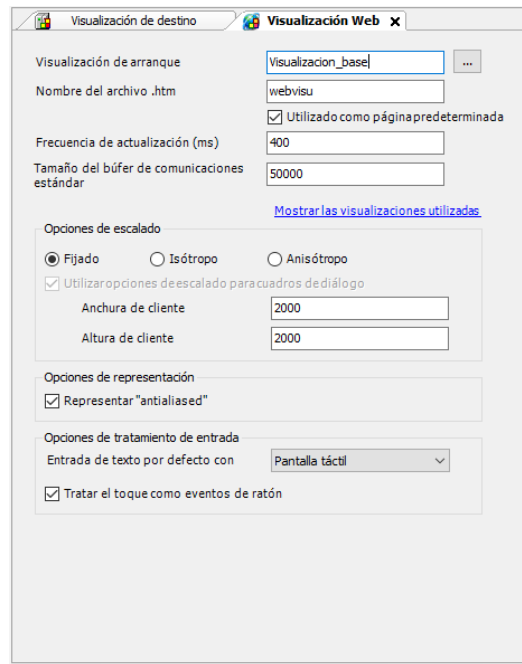 Visualización de destino
Visualización Web
Visualización de arranque
Visualizacion_base
...
Nombre del archivo .htm
webvisu
Utilizado como página predeterminada
Frecuencia de actualización (ms)
400
Tamaño del búfer de comunicaciones
estándar
50000
Mostrar las visualizaciones utilizadas
Opciones de escalado
Fijado
Isótropo
Anisótropo
Utilizar opciones de escalado para cuadros de diálogo
Anchura de cliente
2000
Altura de cliente
2000
Opciones de representación
Representar "antialiased"
Opciones de tratamiento de entrada
Entrada de texto por defecto con
Pantalla táctil
Tratar el toque como eventos de ratón